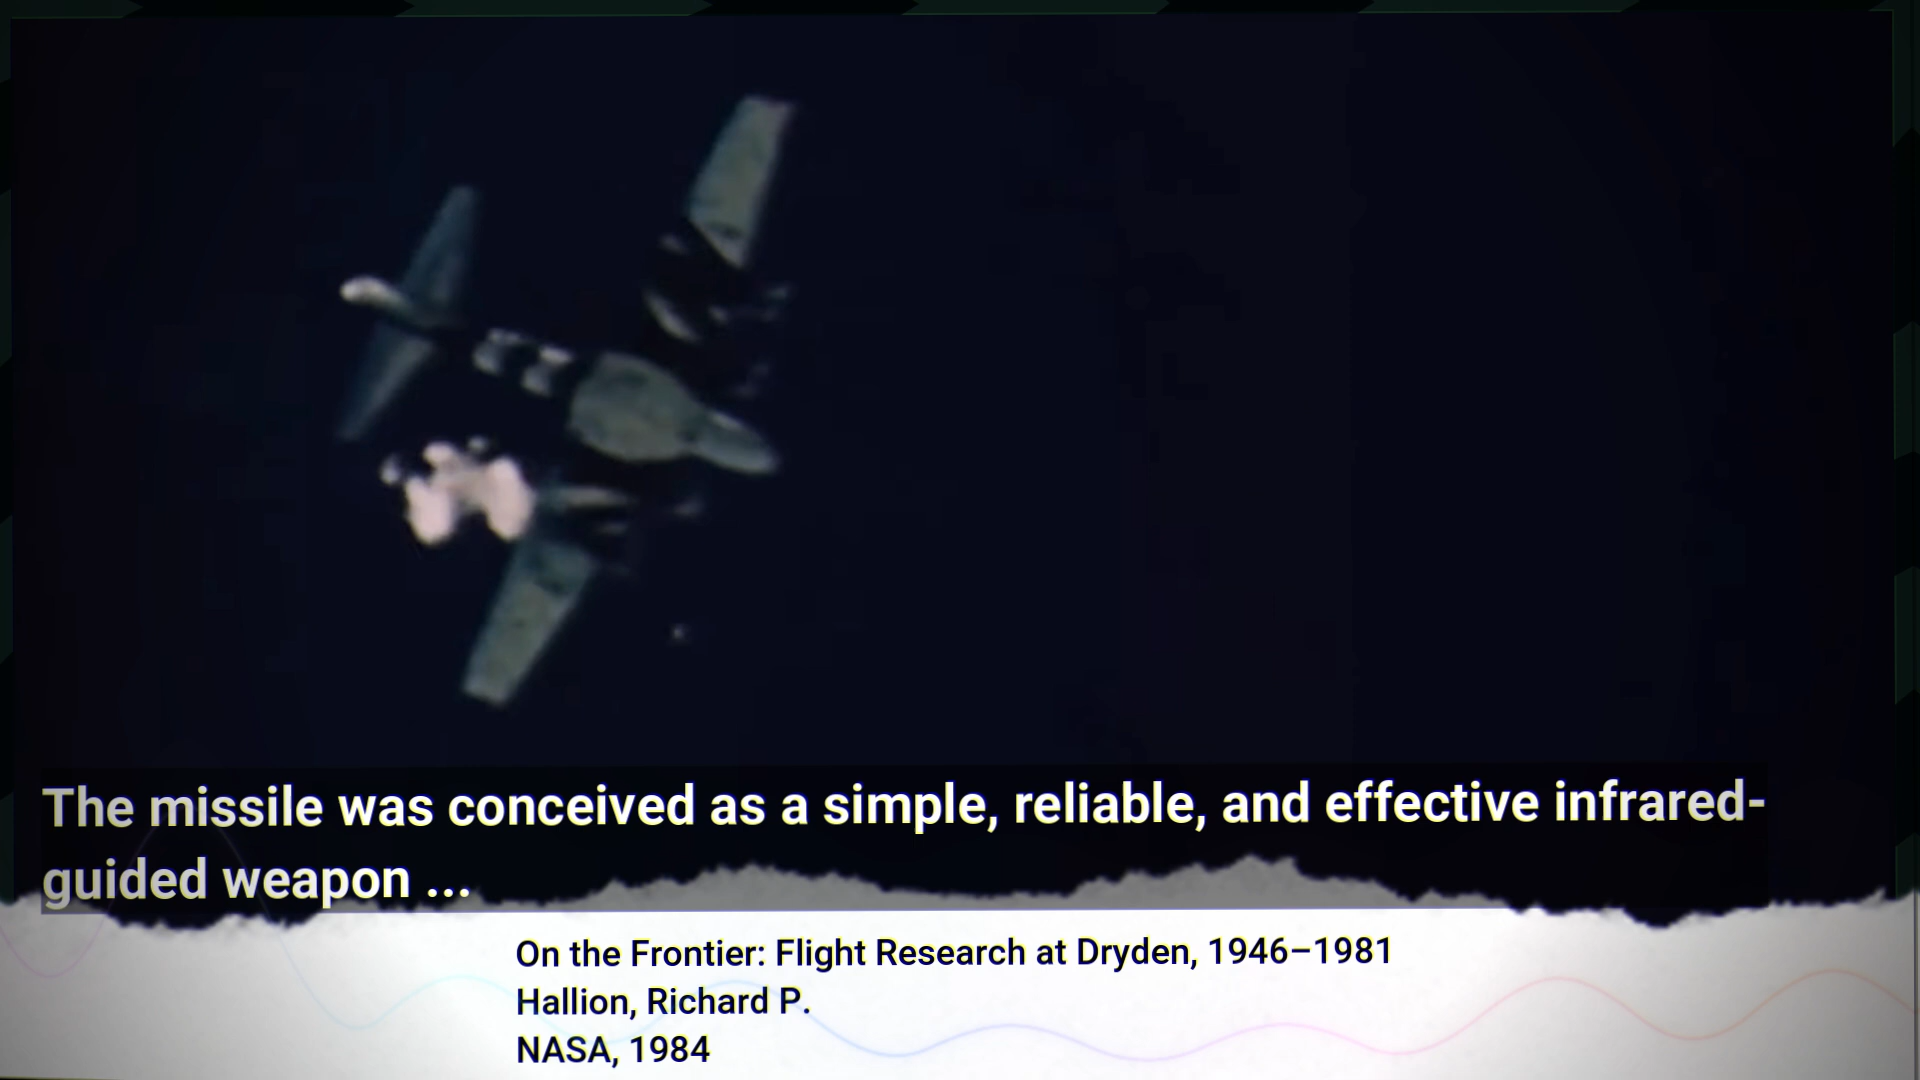 The missile was conceived as a simple, reliable, and effective infrared-
guided weapon ...
On the Frontier: Flight Research at Dryden, 1946–1981
Hallion, Richard P.
NASA, 1984